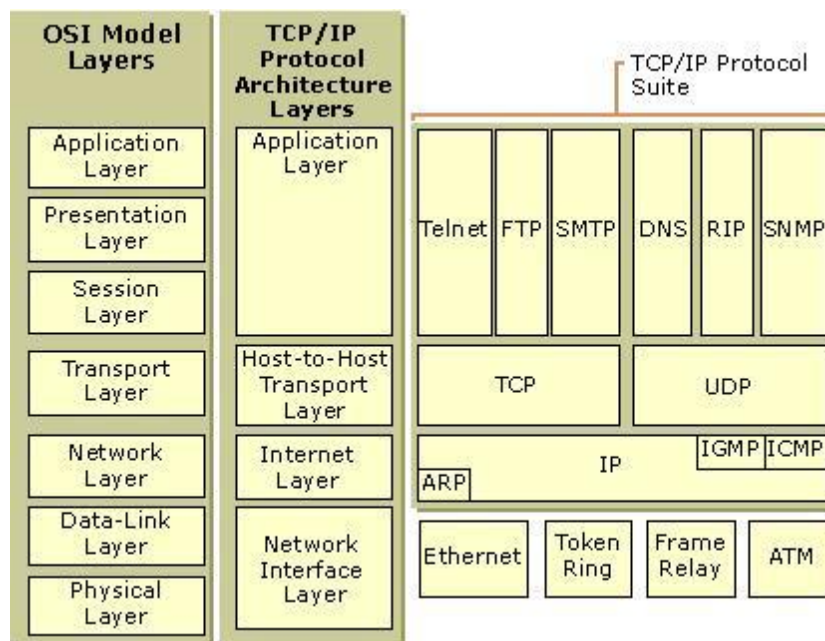 OSI Model
Layers
Application
Layer
Presentation
Layer
Session
Layer
Transport
Layer
Network
Layer
Data-Link
Layer
Physical
Layer
TCP/IP
Protocol
Architecture
Layers
Application
Layer
Host-to-Host
Transport
Layer
Internet
Layer
Network
Interface
Layer
TCP/IP Protocol
Suite
Telnet FTP SMTP DNS RIP SNMP
TCP UDP
IP IGMP ICMP
ARP
Ethernet
Token
Ring
Frame
Relay
ATM